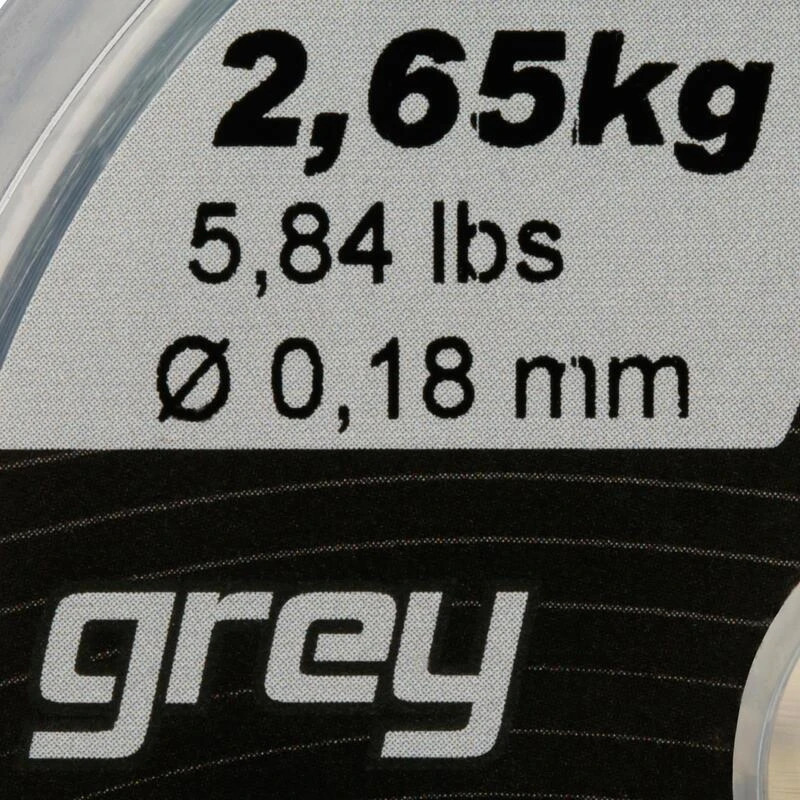 2,65kg
5,84 lbs
Ø 0,18 mm
grey